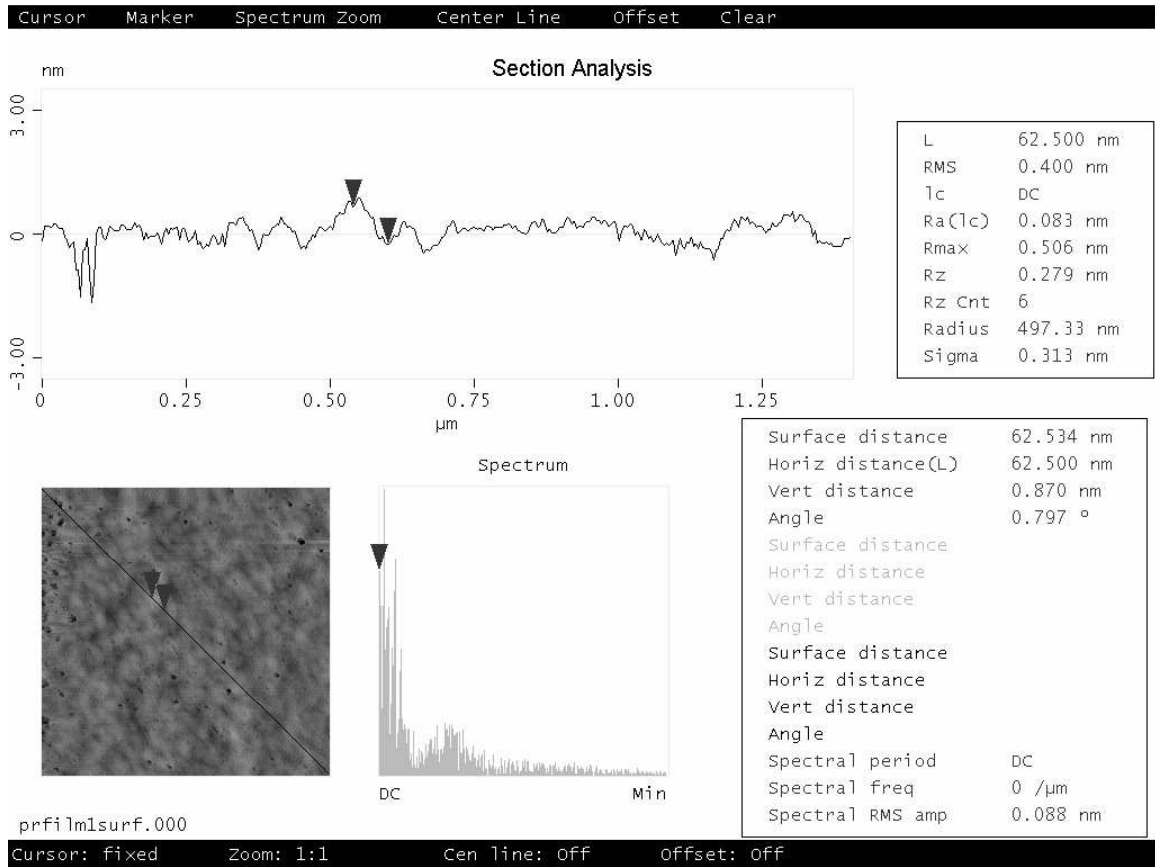 Cursor Marker Spectrum Zoom Center Line Offset Clear
nm
Section Analysis
3.00
0
-3.00
0 0.25 0.50 0.75 1.00 1.25
µm
L 62.500 nm
RMS 0.400 nm
lc DC
Ra(lc) 0.083 nm
Rmax 0.506 nm
Rz 0.279 nm
Rz Cnt 6
Radius 497.33 nm
Sigma 0.313 nm
Surface distance 62.534 nm
Horiz distance(L) 62.500 nm
Vert distance 0.870 nm
Angle 0.797 º
Surface distance
Horiz distance
Vert distance
Angle
Surface distance
Horiz distance
Vert distance
Angle
Spectral period DC
Spectral freq 0 /µm
Spectral RMS amp 0.088 nm
Spectrum
DC Min
prfilm1surf.000
Cursor: fixed Zoom: 1:1 Cen line: Off Offset: Off